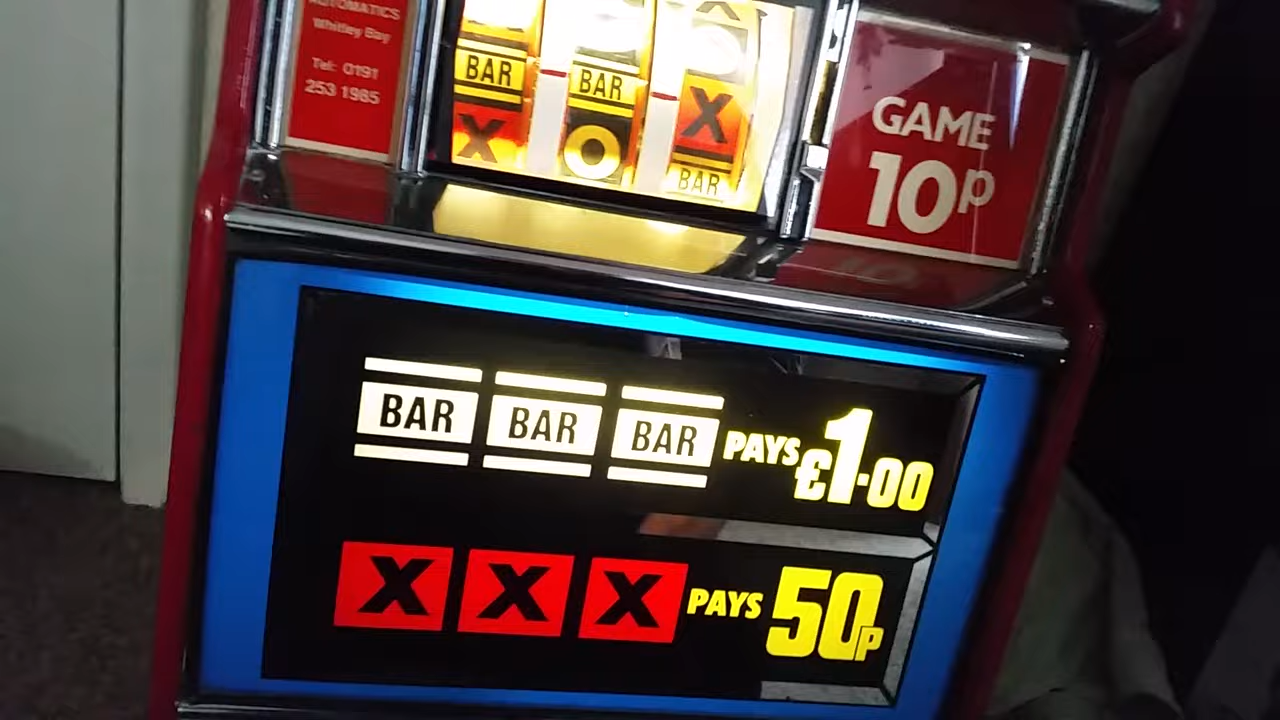 AUTOMATICS
Whitley Bay
Tel: 0191
253 1985
BAR
BAR
X
X
O
BAR
GAME
10p
BAR BAR BAR PAYS £1·00
X X X PAYS 50p